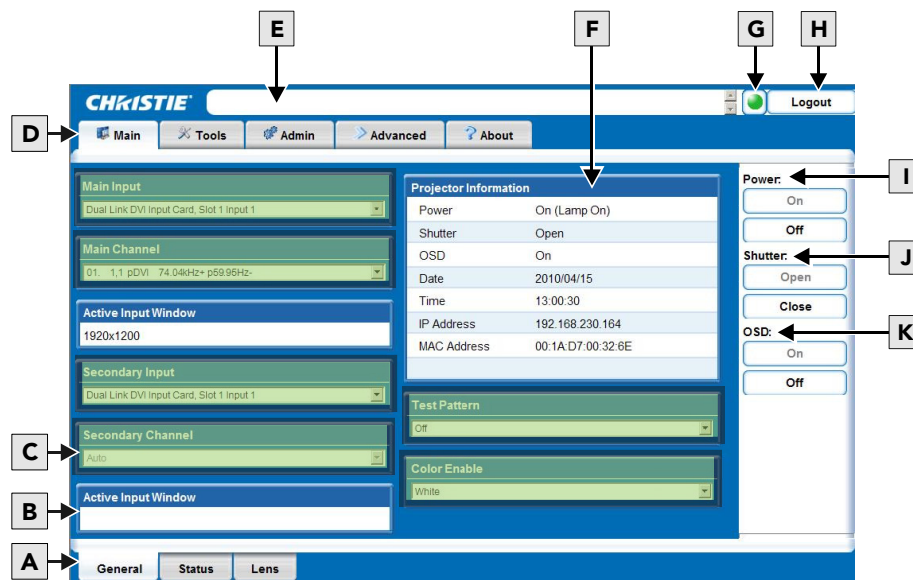 E F G H
CHRISTIE Logout
D Main Tools Admin Advanced About
Main Input
Dual Link DVI Input Card, Slot 1 Input 1
Main Channel
01. 1,1 pDVI 74.04kHz+ p59.95Hz-
Active Input Window
1920x1200
Secondary Input
Dual Link DVI Input Card, Slot 1 Input 1
C Secondary Channel
Auto
B Active Input Window
Projector Information
Power On (Lamp On)
Shutter Open
OSD On
Date 2010/04/15
Time 13:00:30
IP Address 192.168.230.164
MAC Address 00:1A:D7:00:32:6E
Test Pattern
Off
Color Enable
White
Power: I
On
Off
Shutter: J
Open
Close
OSD: K
On
Off
A General Status Lens